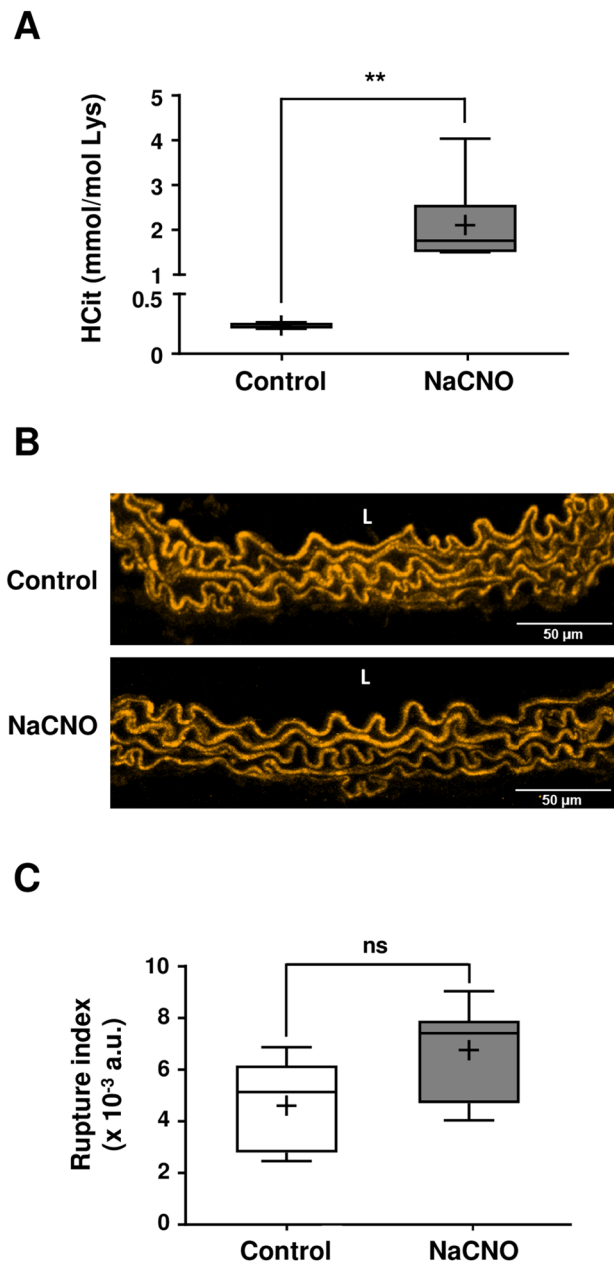 A
**
HCit (mmol/mol Lys)
5
4
3
2
1
0.5
0
Control
NaCNO
B
Control
L
50 µm
NaCNO
L
50 µm
C
ns
Rupture index
(x 10⁻³ a.u.)
10
8
6
4
2
0
Control
NaCNO